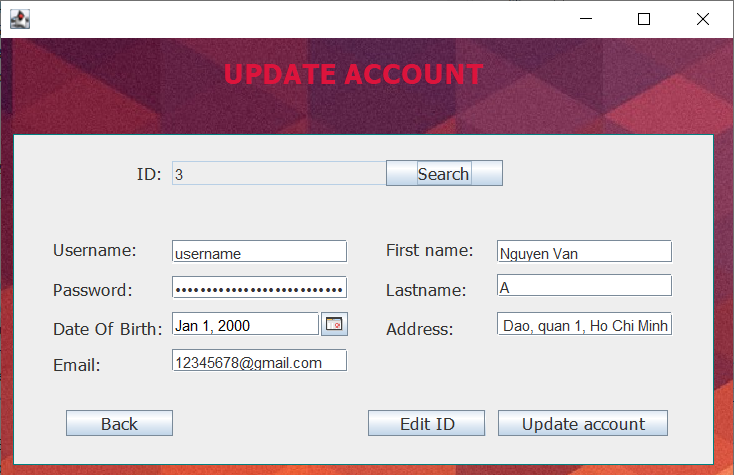 UPDATE ACCOUNT
ID: 3 Search
Username: username First name: Nguyen Van
Password: •••••••••••••••••••••••••••• Lastname: A
Date Of Birth: Jan 1, 2000 Address: Dao, quan 1, Ho Chi Minh
Email: 12345678@gmail.com
Back Edit ID Update account